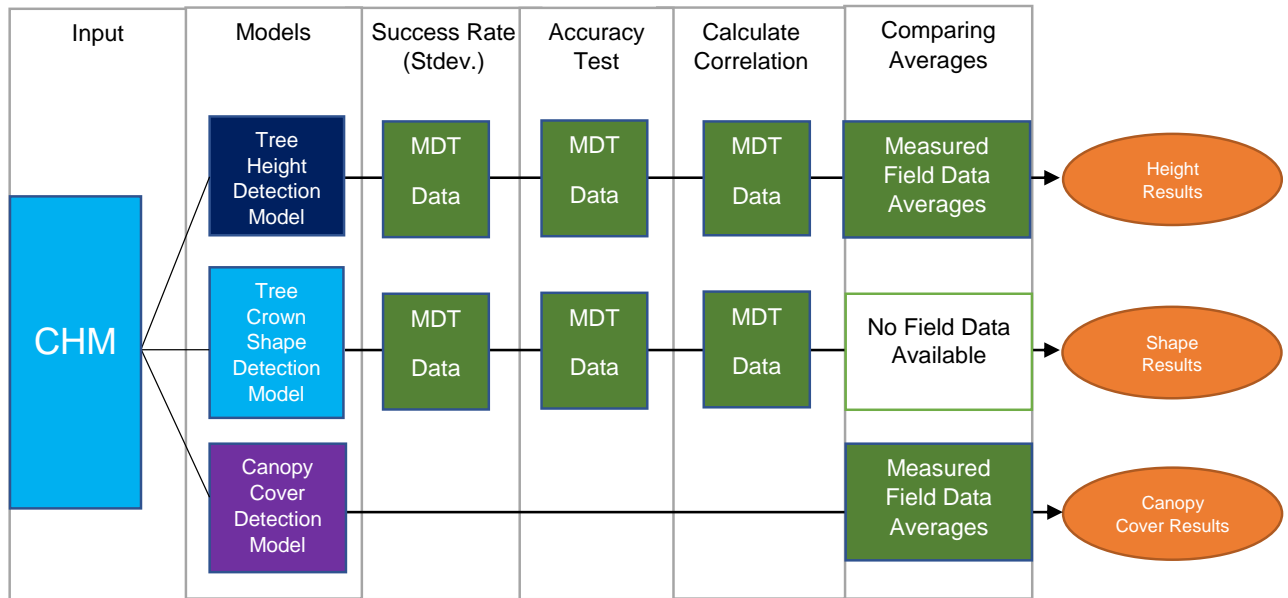 Input
Models
Success Rate
(Stdev.)
Accuracy
Test
Calculate
Correlation
Comparing
Averages
CHM
Tree
Height
Detection
Model
MDT
Data
MDT
Data
MDT
Data
Measured
Field Data
Averages
Height
Results
Tree
Crown
Shape
Detection
Model
MDT
Data
MDT
Data
MDT
Data
No Field Data
Available
Shape
Results
Canopy
Cover
Detection
Model
Measured
Field Data
Averages
Canopy
Cover Results